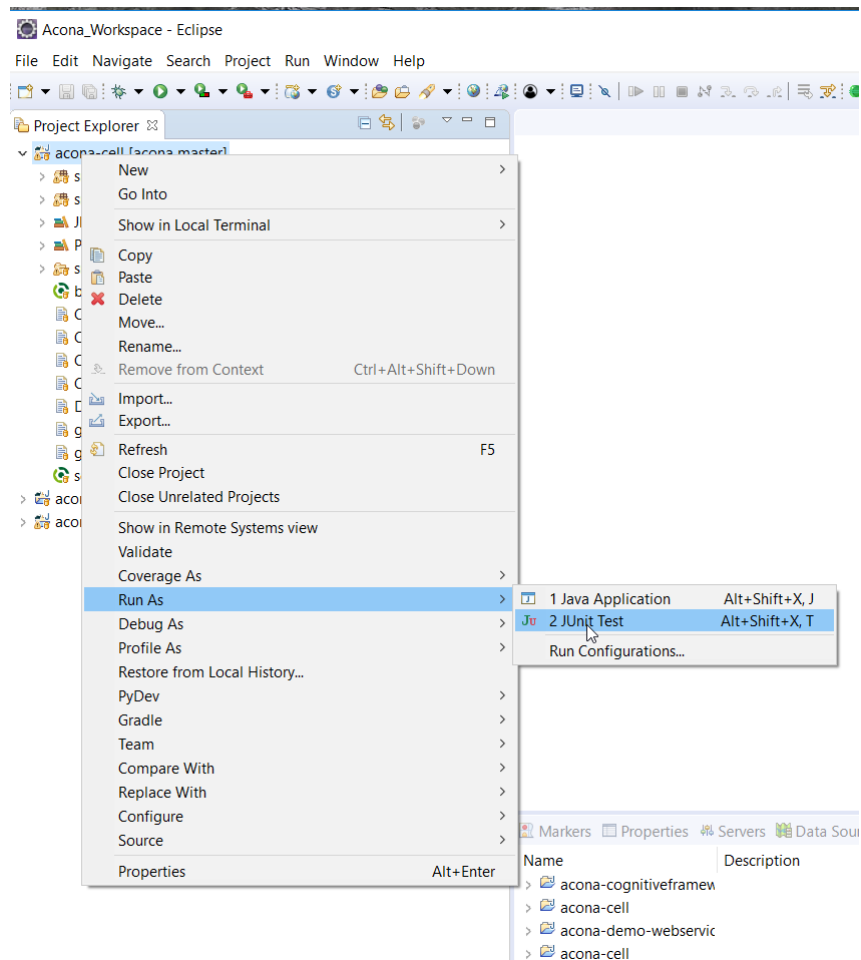 Acona_Workspace - Eclipse
File Edit Navigate Search Project Run Window Help
Project Explorer
acona-cell [acona master]
New
Go Into
Show in Local Terminal
Copy
Paste
Delete
Move...
Rename...
Remove from Context Ctrl+Alt+Shift+Down
Import...
Export...
Refresh F5
Close Project
Close Unrelated Projects
Show in Remote Systems view
Validate
Coverage As
Run As
1 Java Application Alt+Shift+X, J
Debug As
2 JUnit Test Alt+Shift+X, T
Profile As
Run Configurations...
Restore from Local History...
PyDev
Gradle
Team
Compare With
Replace With
Configure
Source
Properties Alt+Enter
Markers Properties Servers Data Sour
Name Description
acona-cognitiveframew
acona-cell
acona-demo-webservic
acona-cell